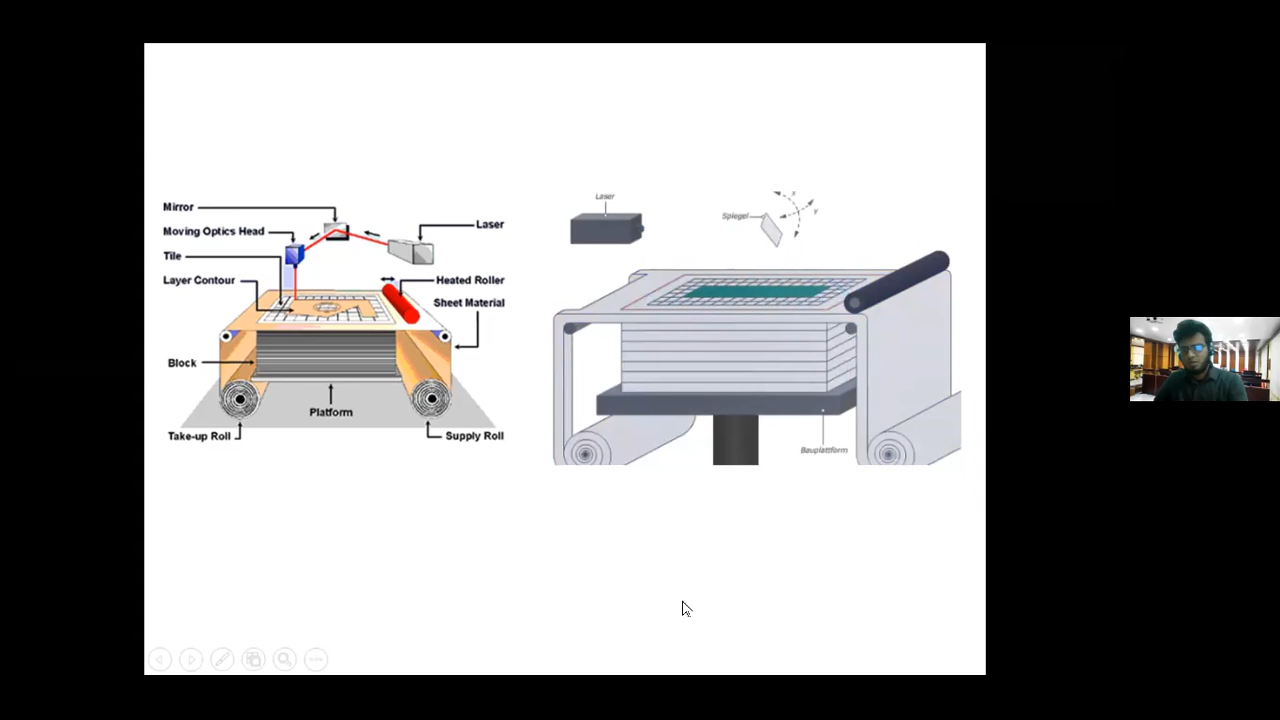 Mirror
Moving Optics Head
Tile
Layer Contour
Laser
Heated Roller
Sheet Material
Block
Platform
Take-up Roll
Supply Roll
Laser
Spiegel
x
y
Bauplattform